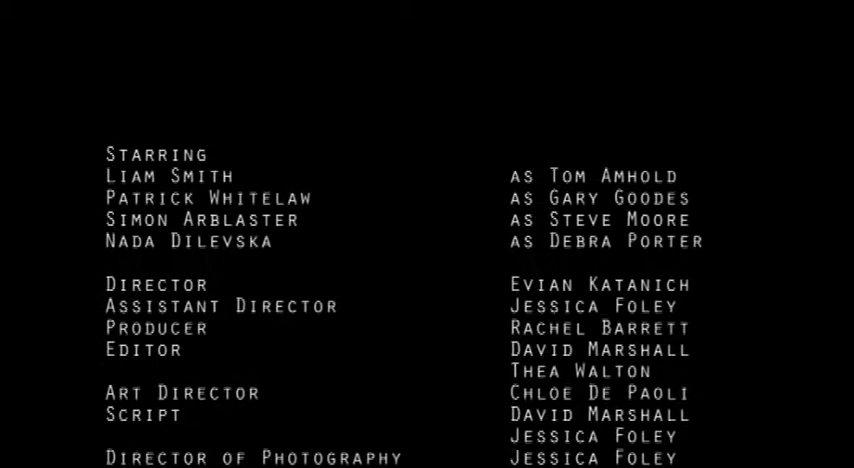 Starring
Liam Smith as Tom Amhold
Patrick Whitelaw as Gary Goodes
Simon Arblaster as Steve Moore
Nada Dilevska as Debra Porter
Director Evian Katanich
Assistant Director Jessica Foley
Producer Rachel Barrett
Editor David Marshall
Thea Walton
Art Director Chloe De Paoli
Script David Marshall
Jessica Foley
Director of Photography Jessica Foley